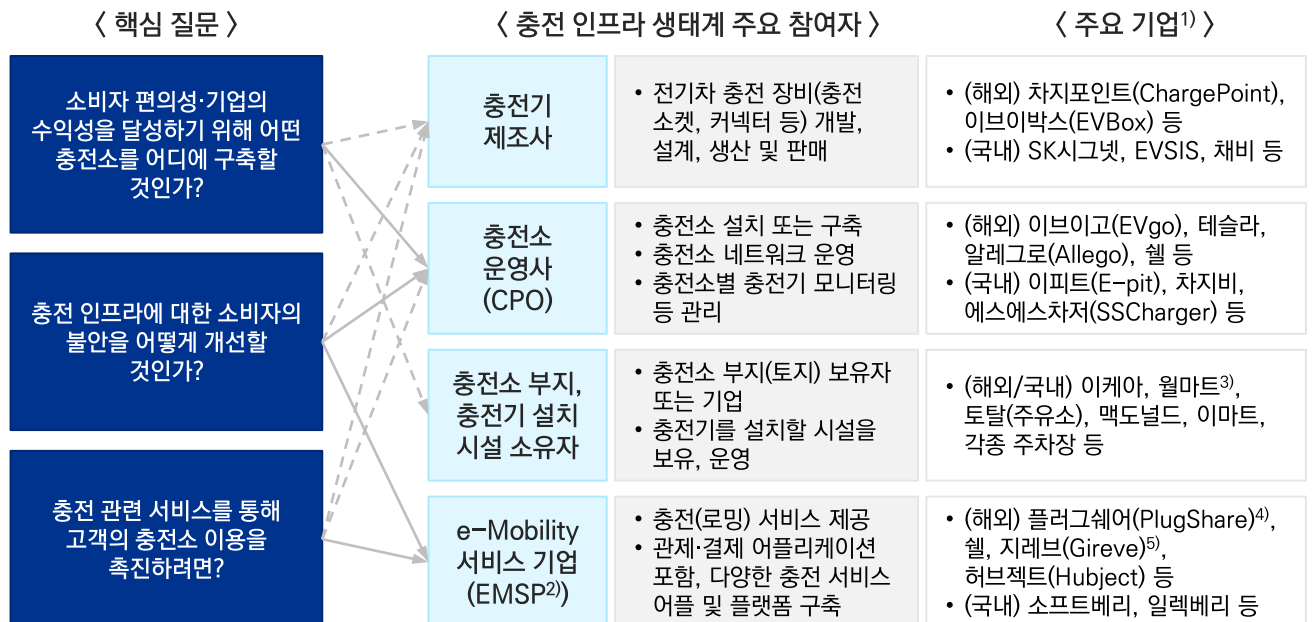 〈 핵심 질문 〉
〈 충전 인프라 생태계 주요 참여자 〉
〈 주요 기업1) 〉
소비자 편의성·기업의
수익성을 달성하기 위해 어떤
충전소를 어디에 구축할
것인가?
충전 인프라에 대한 소비자의
불안을 어떻게 개선할
것인가?
충전 관련 서비스를 통해
고객의 충전소 이용을
촉진하려면?
충전기
제조사
• 전기차 충전 장비(충전
소켓, 커넥터 등) 개발,
설계, 생산 및 판매
• (해외) 차지포인트(ChargePoint),
이브이박스(EVBox) 등
• (국내) SK시그넷, EVSIS, 채비 등
충전소
운영사
(CPO)
• 충전소 설치 또는 구축
• 충전소 네트워크 운영
• 충전소별 충전기 모니터링
등 관리
• (해외) 이브이고(EVgo), 테슬라,
알레그로(Allego), 쉘 등
• (국내) 이피트(E-pit), 차지비,
에스에스차저(SSCharger) 등
충전소 부지,
충전기 설치
시설 소유자
• 충전소 부지(토지) 보유자
또는 기업
• 충전기를 설치할 시설을
보유, 운영
• (해외/국내) 이케아, 월마트3),
토탈(주유소), 맥도널드, 이마트,
각종 주차장 등
e-Mobility
서비스 기업
(EMSP2))
• 충전(로밍) 서비스 제공
• 관제·결제 어플리케이션
포함, 다양한 충전 서비스
어플 및 플랫폼 구축
• (해외) 플러그쉐어(PlugShare)4),
쉘, 지레브(Gireve)5),
허브젝트(Hubject) 등
• (국내) 소프트베리, 일렉베리 등